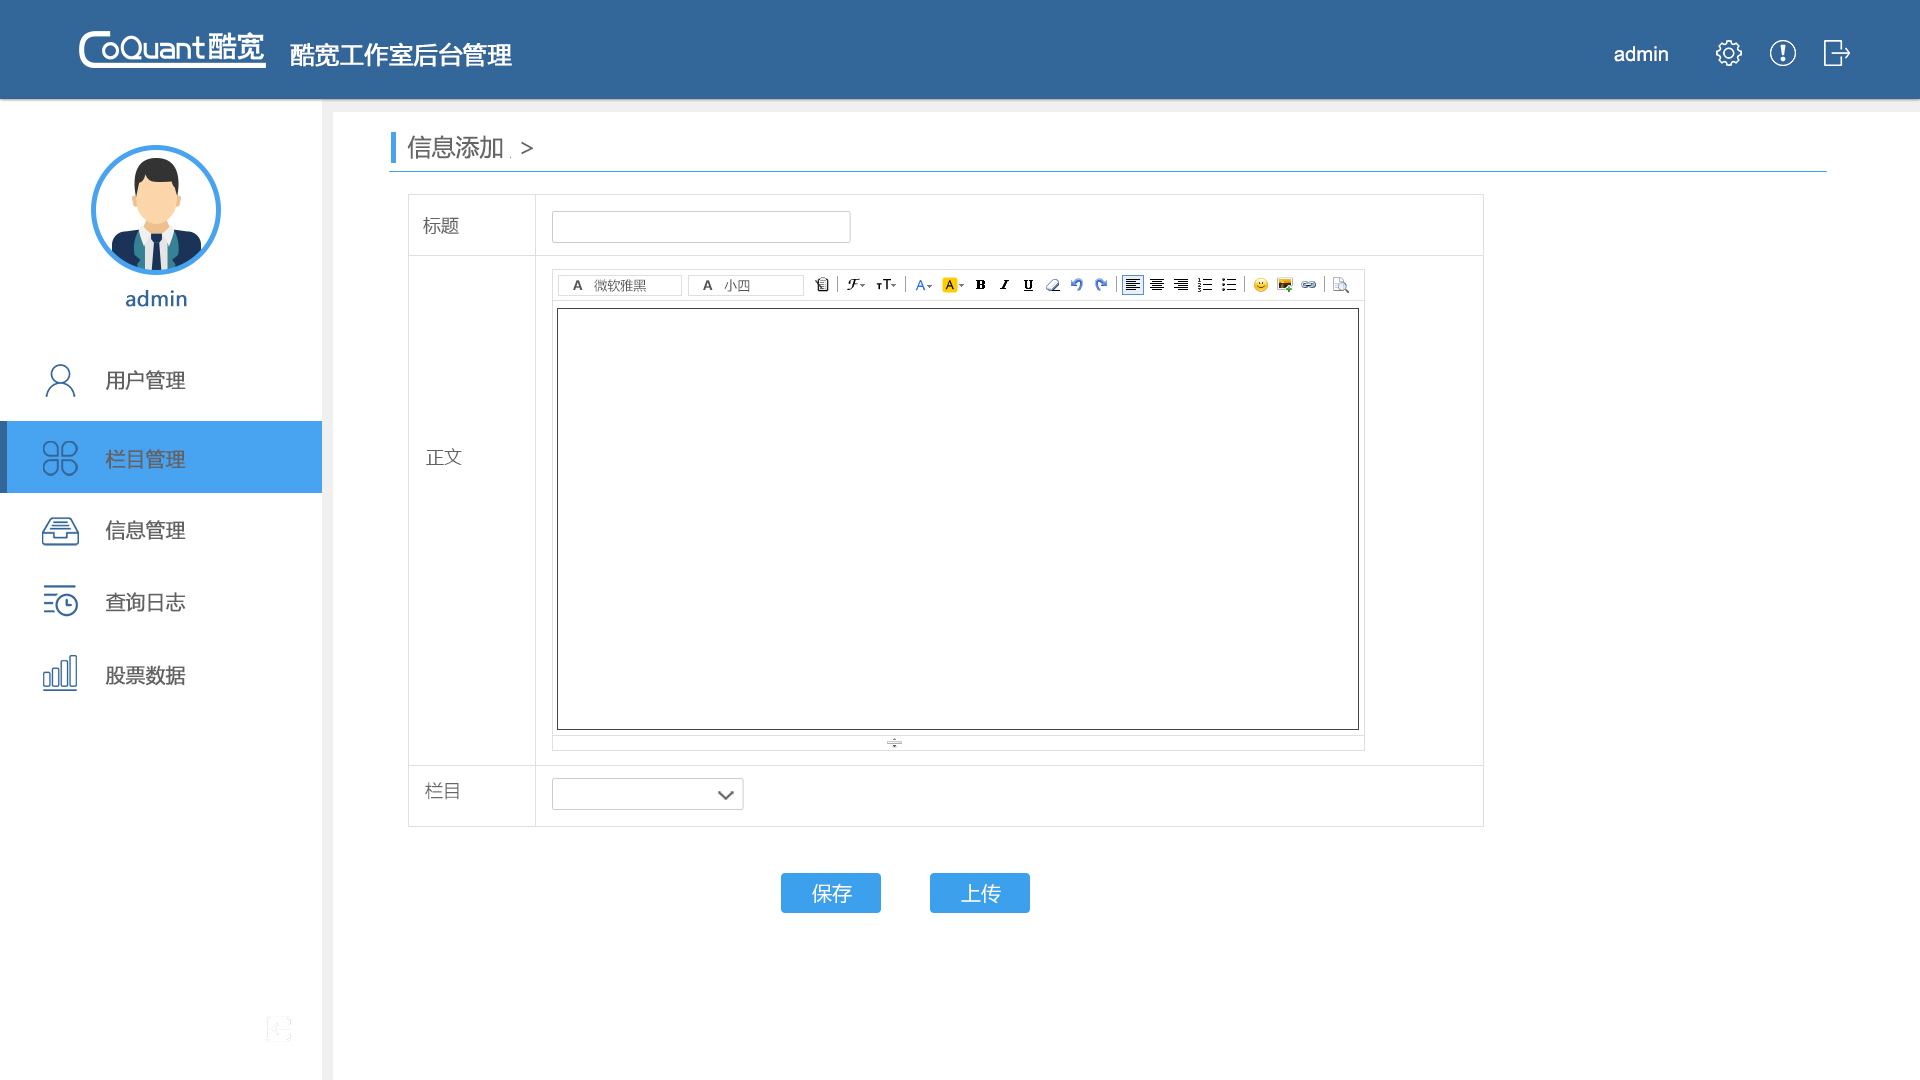 CoQuant酷宽 酷宽工作室后台管理 admin
信息添加 >
admin
用户管理
栏目管理
信息管理
查询日志
股票数据
标题
A 微软雅黑 A 小四
正文
栏目
保存 上传